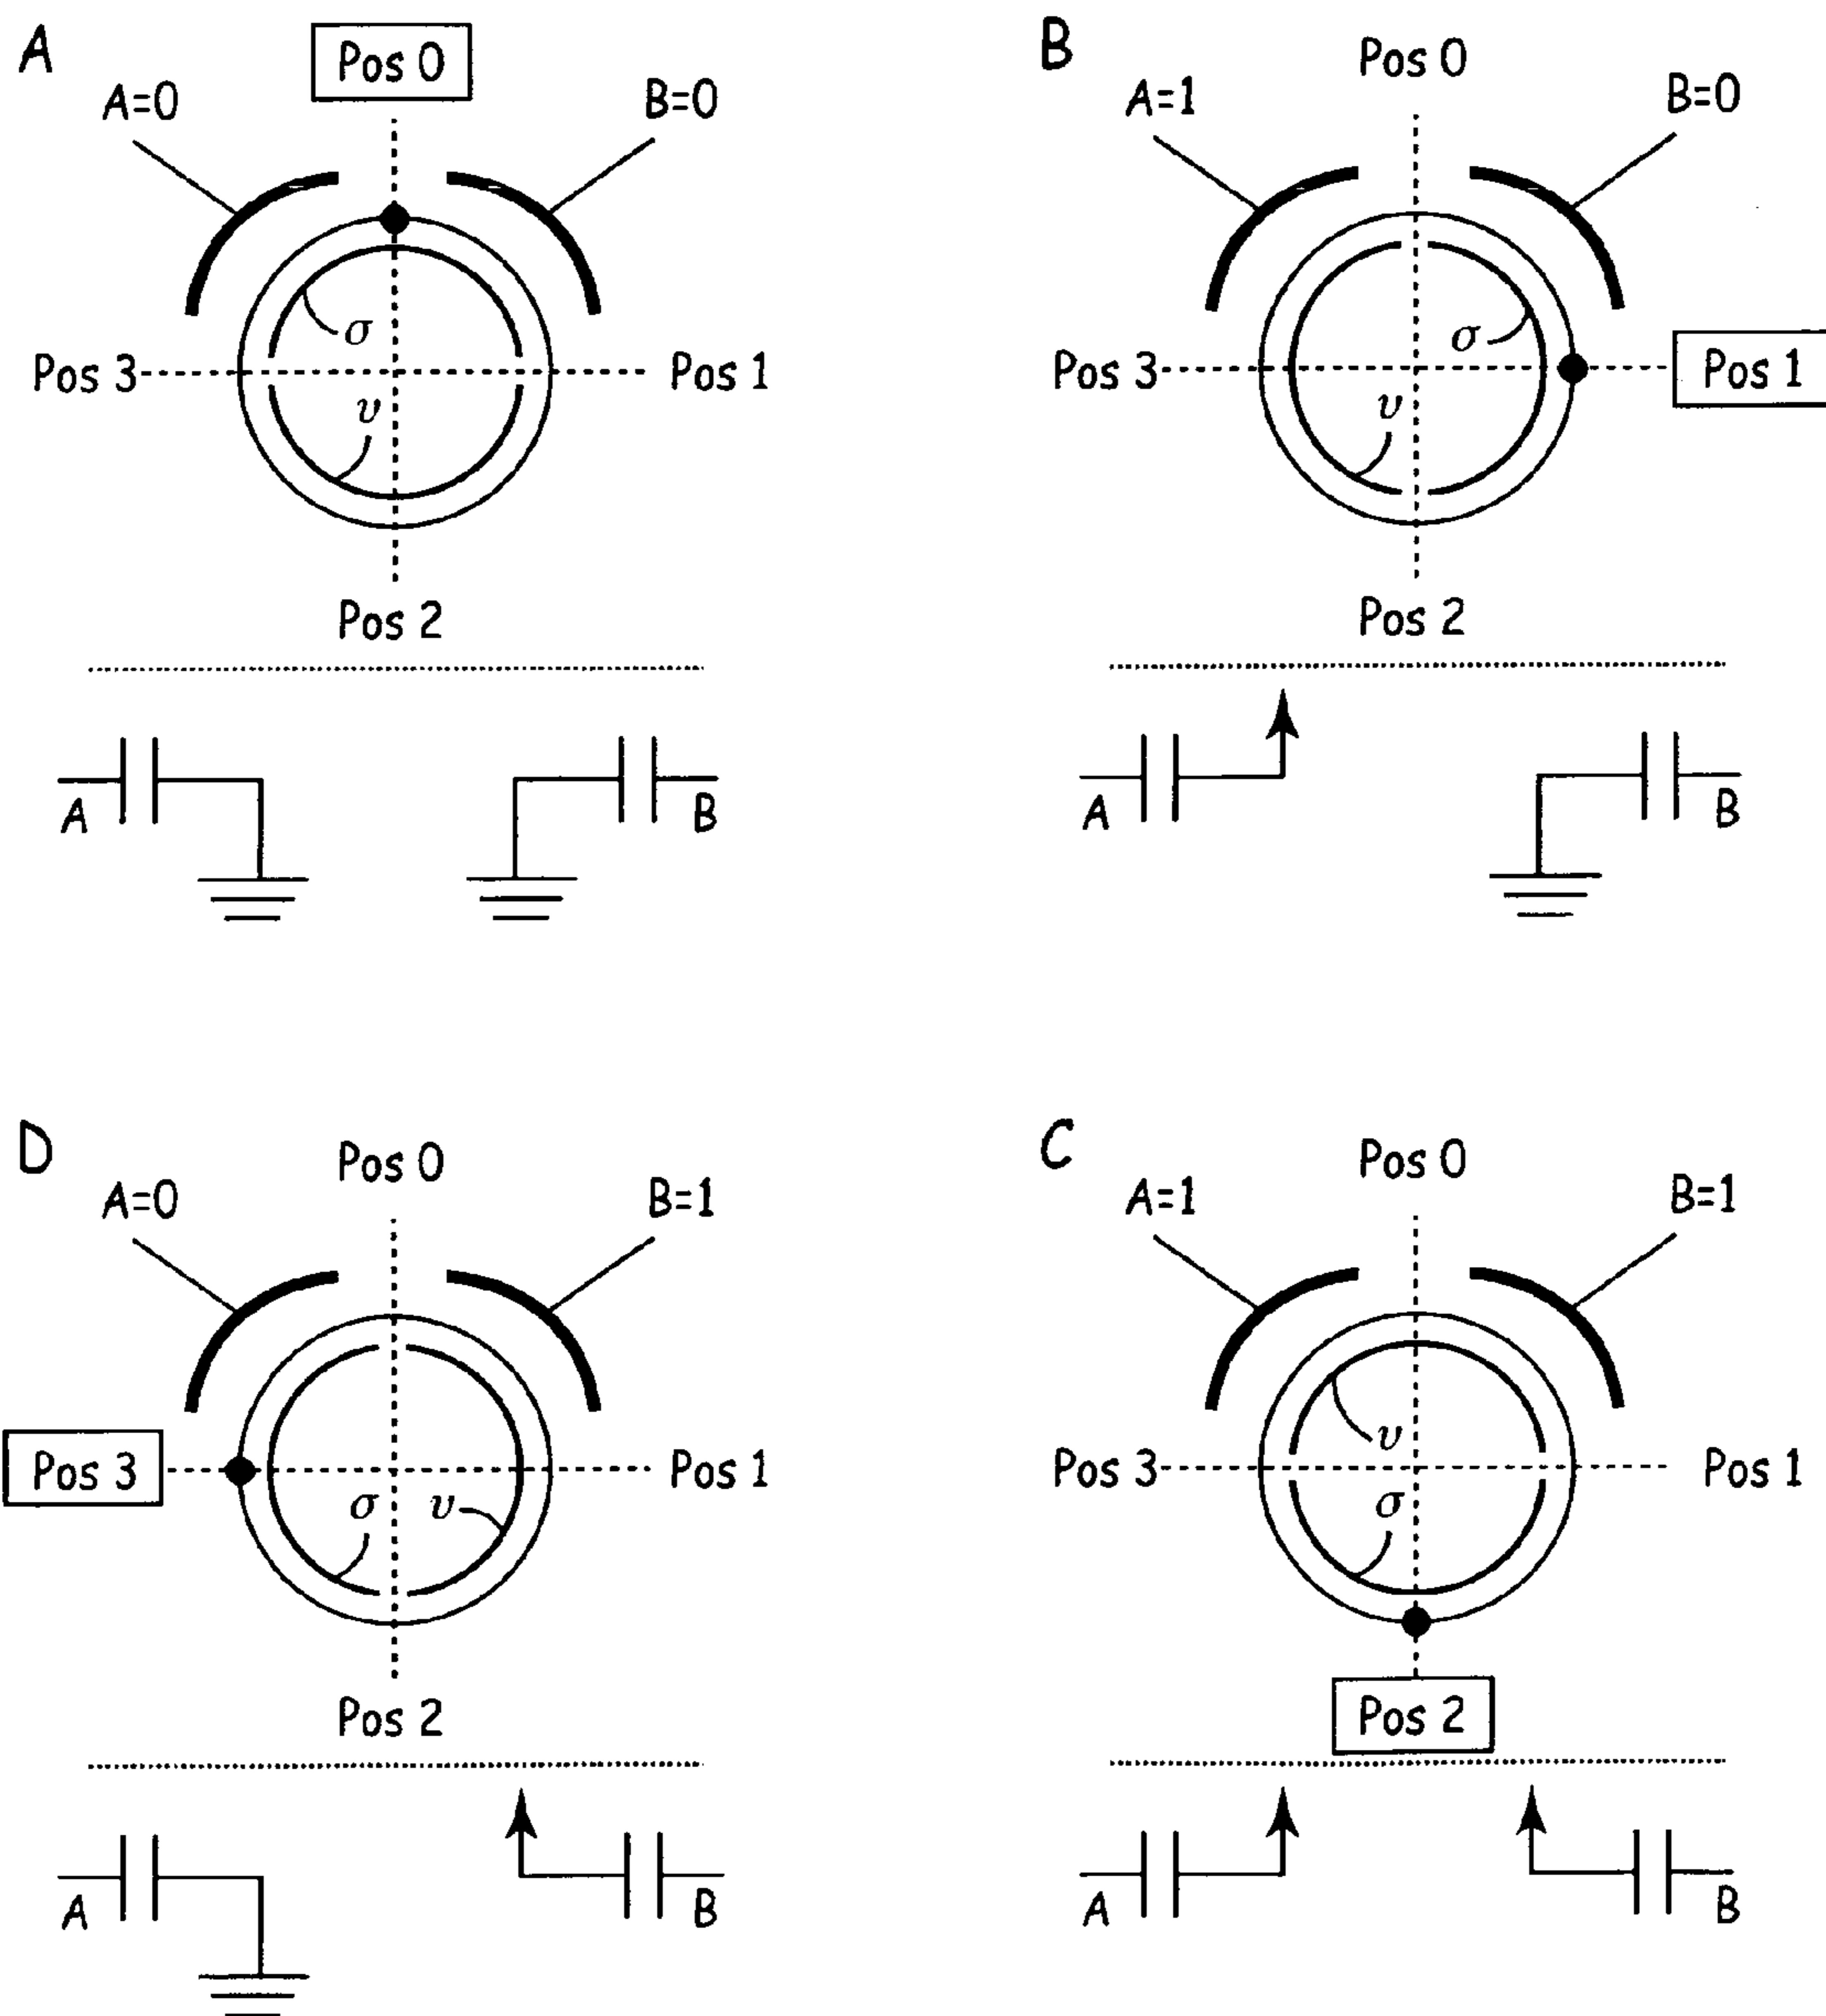 A
Pos 0
A=0
B=0
σ
Pos 3
Pos 1
υ
Pos 2
A
B
B
Pos 0
A=1
B=0
σ
Pos 3
Pos 1
υ
Pos 2
A
B
D
Pos 0
A=0
B=1
Pos 3
Pos 1
σ
υ
Pos 2
A
B
C
Pos 0
A=1
B=1
υ
Pos 3
Pos 1
σ
Pos 2
A
B